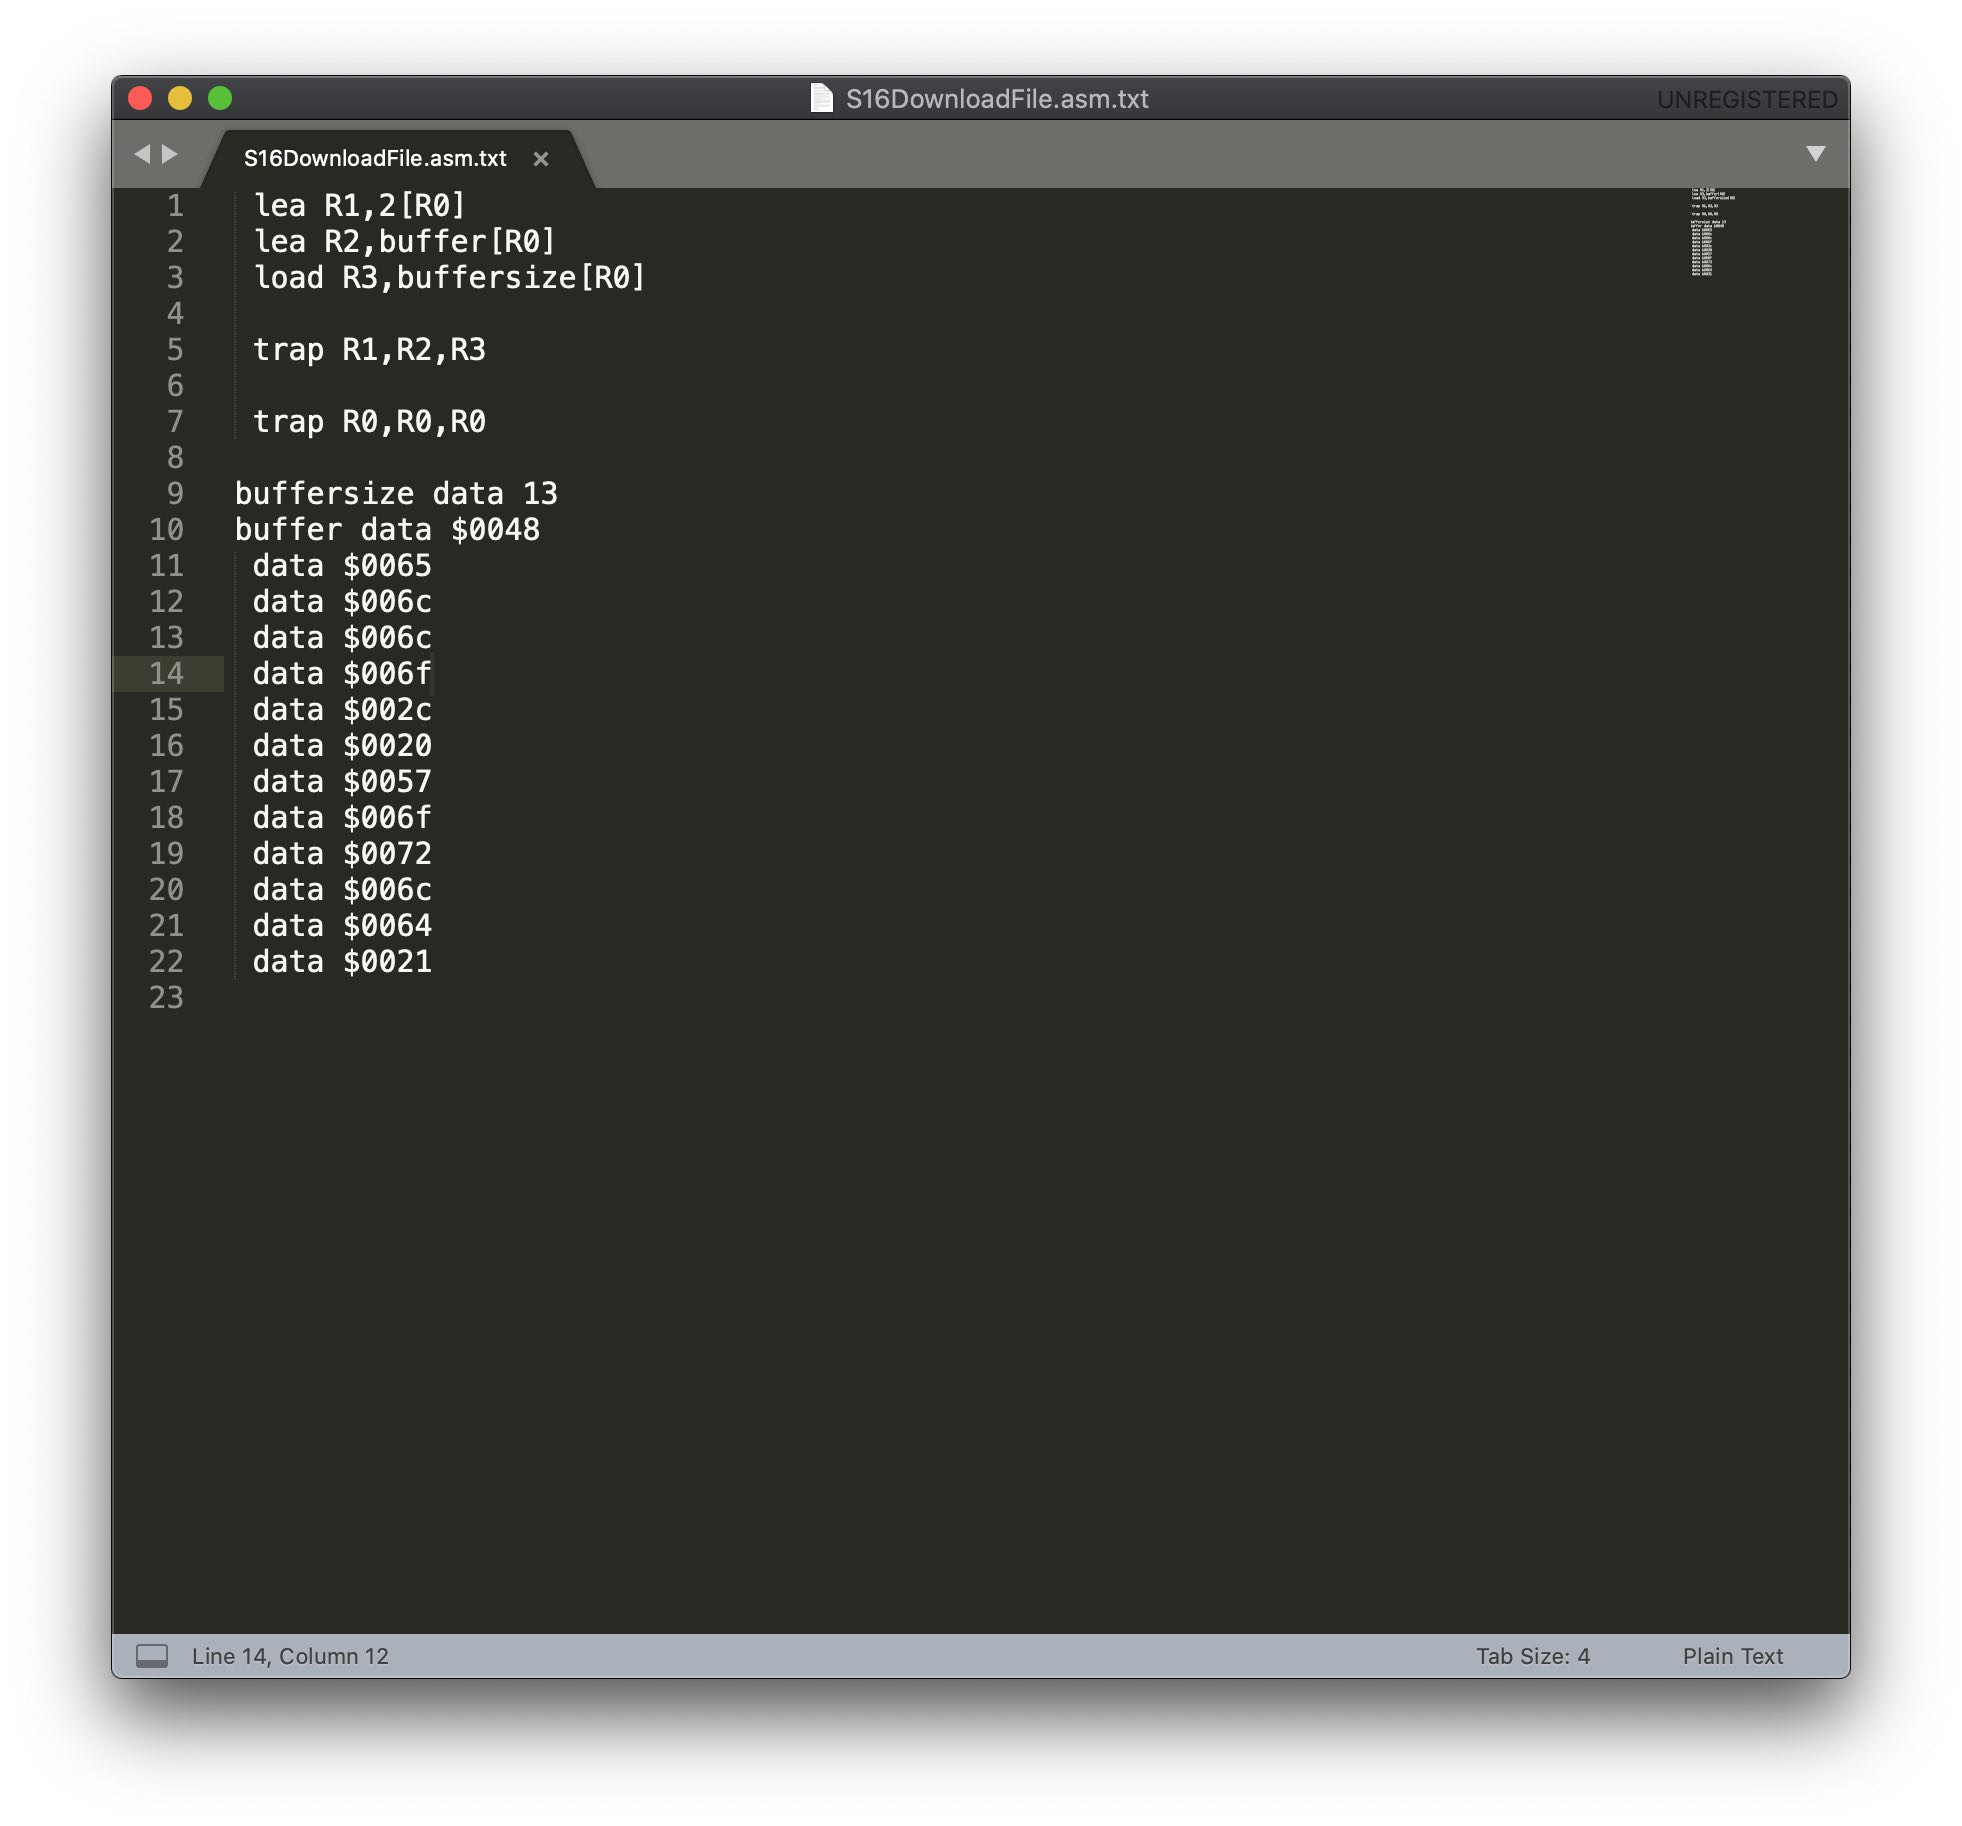 S16DownloadFile.asm.txt
UNREGISTERED
S16DownloadFile.asm.txt ×
1 lea R1,2[R0]
2 lea R2,buffer[R0]
3 load R3,buffersize[R0]
4
5 trap R1,R2,R3
6
7 trap R0,R0,R0
8
9 buffersize data 13
10 buffer data $0048
11 data $0065
12 data $006c
13 data $006c
14 data $006f
15 data $002c
16 data $0020
17 data $0057
18 data $006f
19 data $0072
20 data $006c
21 data $0064
22 data $0021
23
Line 14, Column 12
Tab Size: 4
Plain Text